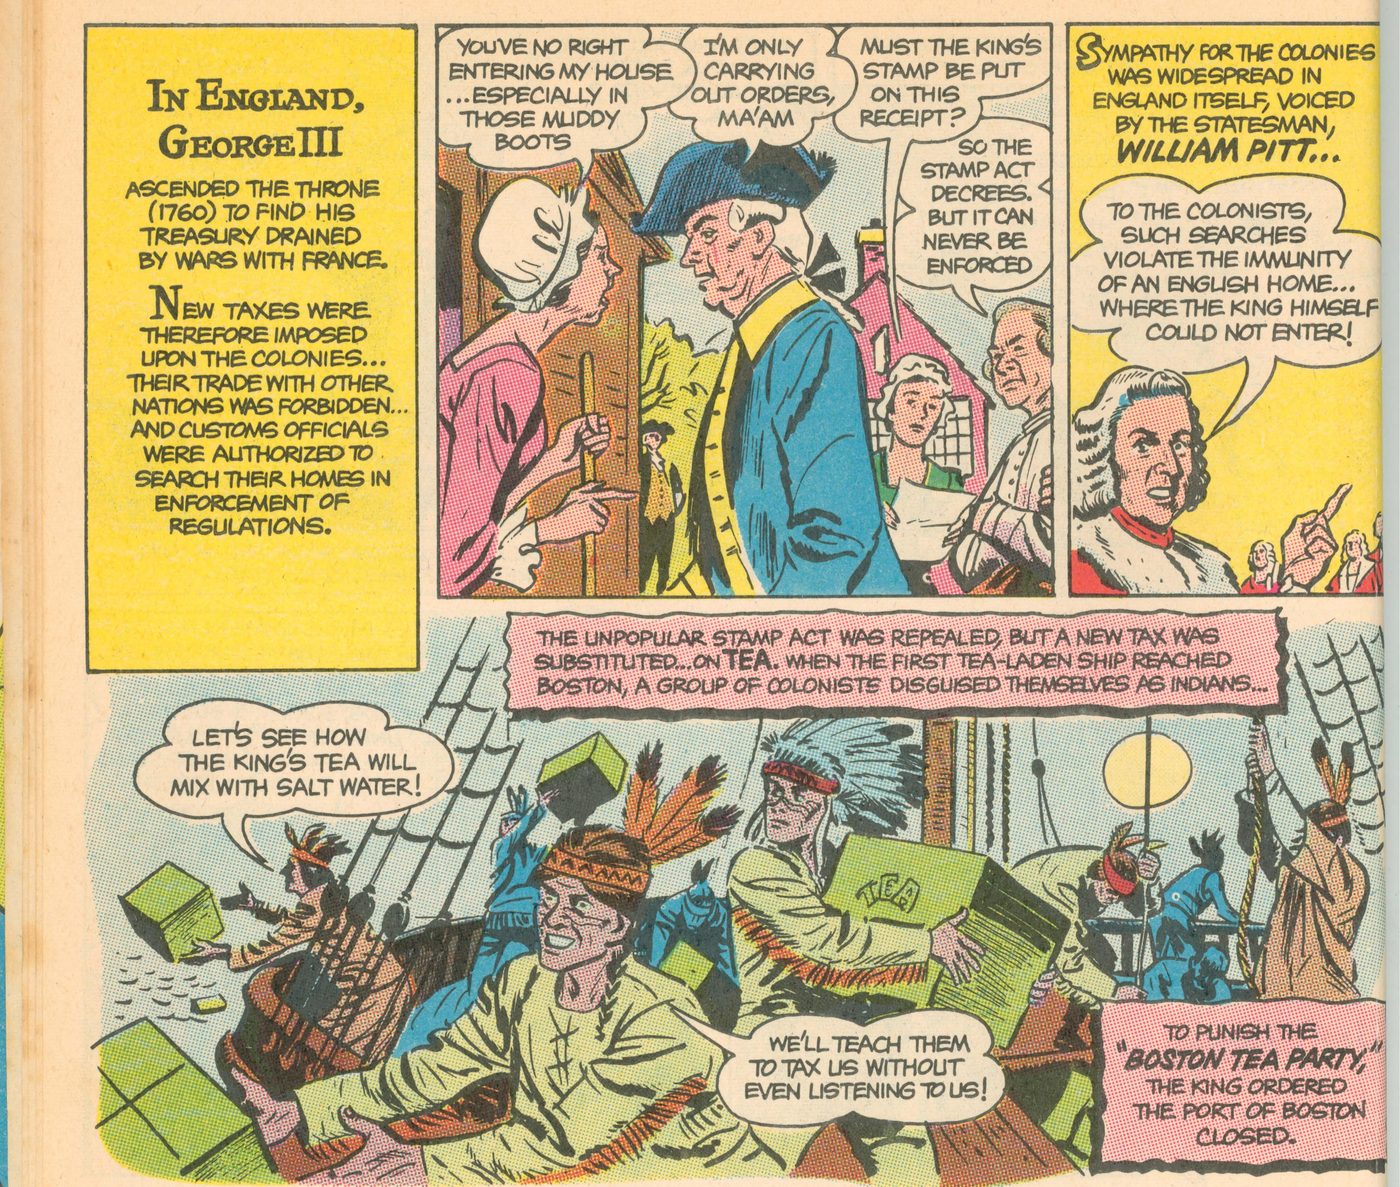 IN ENGLAND,
GEORGE III
ASCENDED THE THRONE
(1760) TO FIND HIS
TREASURY DRAINED
BY WARS WITH FRANCE.
NEW TAXES WERE
THEREFORE IMPOSED
UPON THE COLONIES...
THEIR TRADE WITH OTHER
NATIONS WAS FORBIDDEN...
AND CUSTOMS OFFICIALS
WERE AUTHORIZED TO
SEARCH THEIR HOMES IN
ENFORCEMENT OF
REGULATIONS.
YOU'VE NO RIGHT
ENTERING MY HOUSE
...ESPECIALLY IN
THOSE MUDDY
BOOTS
I'M ONLY
CARRYING
OUT ORDERS,
MA'AM
MUST THE KING'S
STAMP BE PUT
ON THIS
RECEIPT?
SO THE
STAMP ACT
DECREES.
BUT IT CAN
NEVER BE
ENFORCED
SYMPATHY FOR THE COLONIES
WAS WIDESPREAD IN
ENGLAND ITSELF, VOICED
BY THE STATESMAN,
WILLIAM PITT...
TO THE COLONISTS,
SUCH SEARCHES
VIOLATE THE IMMUNITY
OF AN ENGLISH HOME...
WHERE THE KING HIMSELF
COULD NOT ENTER!
THE UNPOPULAR STAMP ACT WAS REPEALED, BUT A NEW TAX WAS
SUBSTITUTED...ON TEA. WHEN THE FIRST TEA-LADEN SHIP REACHED
BOSTON, A GROUP OF COLONISTS DISGUISED THEMSELVES AS INDIANS...
LET'S SEE HOW
THE KING'S TEA WILL
MIX WITH SALT WATER!
TEA
WE'LL TEACH THEM
TO TAX US WITHOUT
EVEN LISTENING TO US!
TO PUNISH THE
"BOSTON TEA PARTY,"
THE KING ORDERED
THE PORT OF BOSTON
CLOSED.